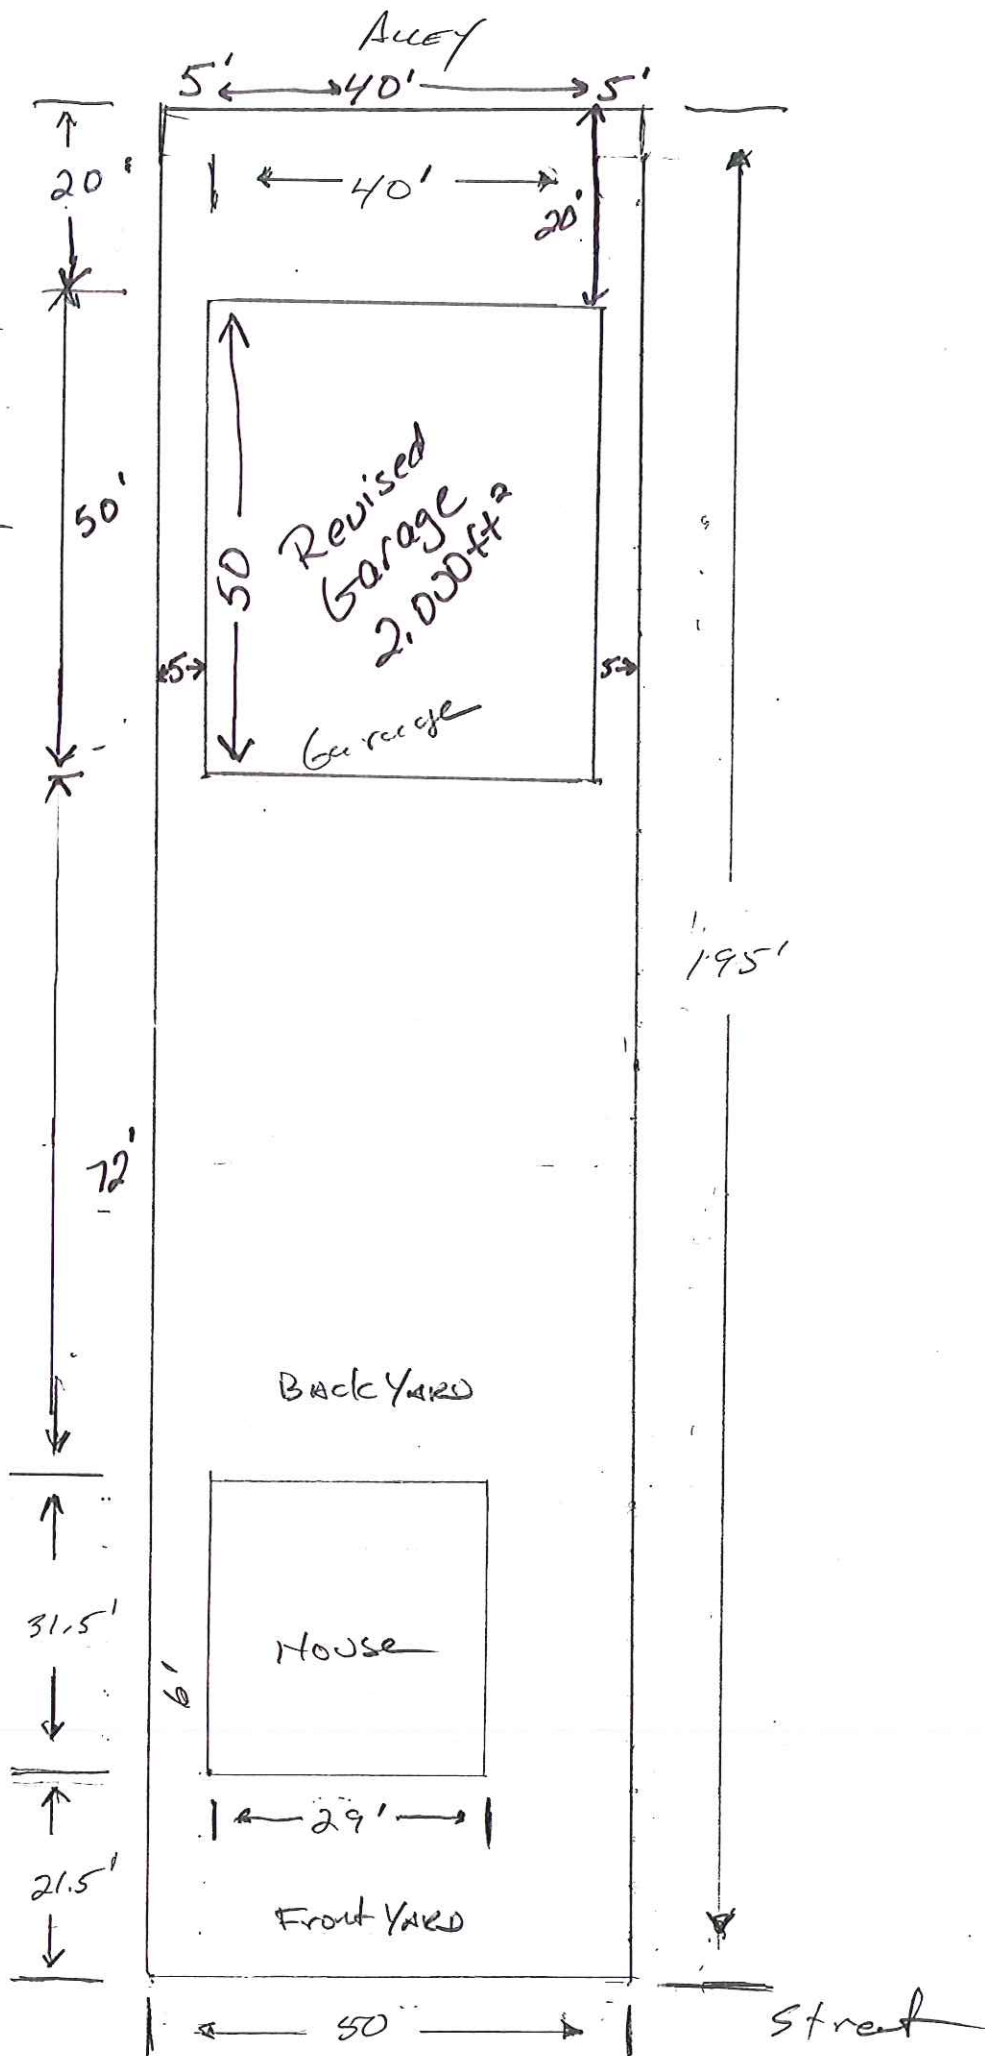 ALLEY
5' 40' 5'
20'
40'
20'
50'
50
Revised
Garage
2,000ft²
5
5
Garage
195'
72'
BACK YARD
31.5'
House
6'
29'
21.5'
Front YARD
50
Street